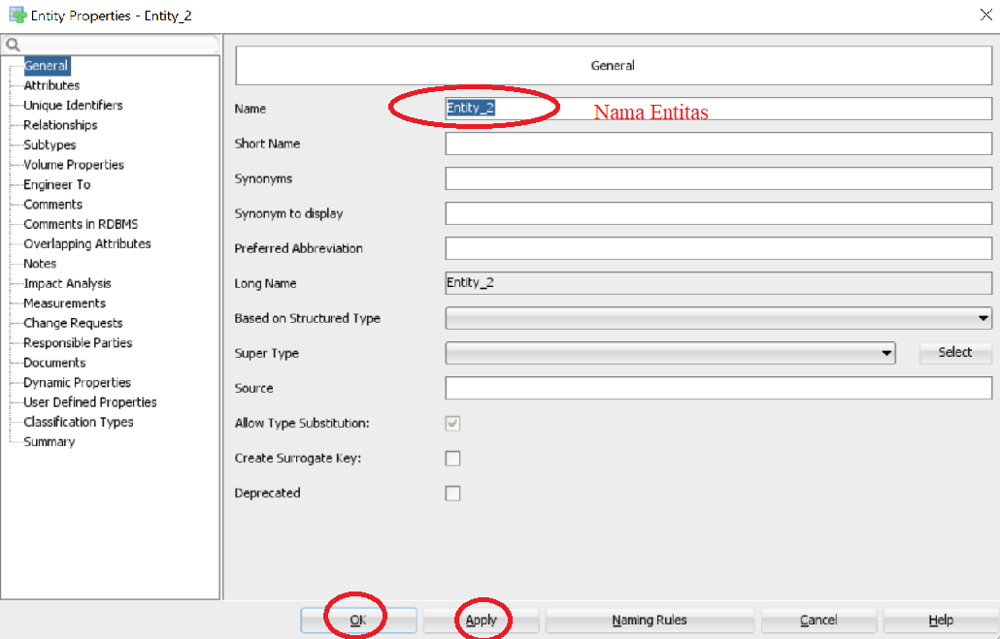 Entity Properties - Entity_2
General
Attributes
Unique Identifiers
Relationships
Subtypes
Volume Properties
Engineer To
Comments
Comments in RDBMS
Overlapping Attributes
Notes
Impact Analysis
Measurements
Change Requests
Responsible Parties
Documents
Dynamic Properties
User Defined Properties
Classification Types
Summary
General
Name Entity_2 Nama Entitas
Short Name
Synonyms
Synonym to display
Preferred Abbreviation
Long Name Entity_2
Based on Structured Type
Super Type Select
Source
Allow Type Substitution:
Create Surrogate Key:
Deprecated
OK Apply Naming Rules Cancel Help